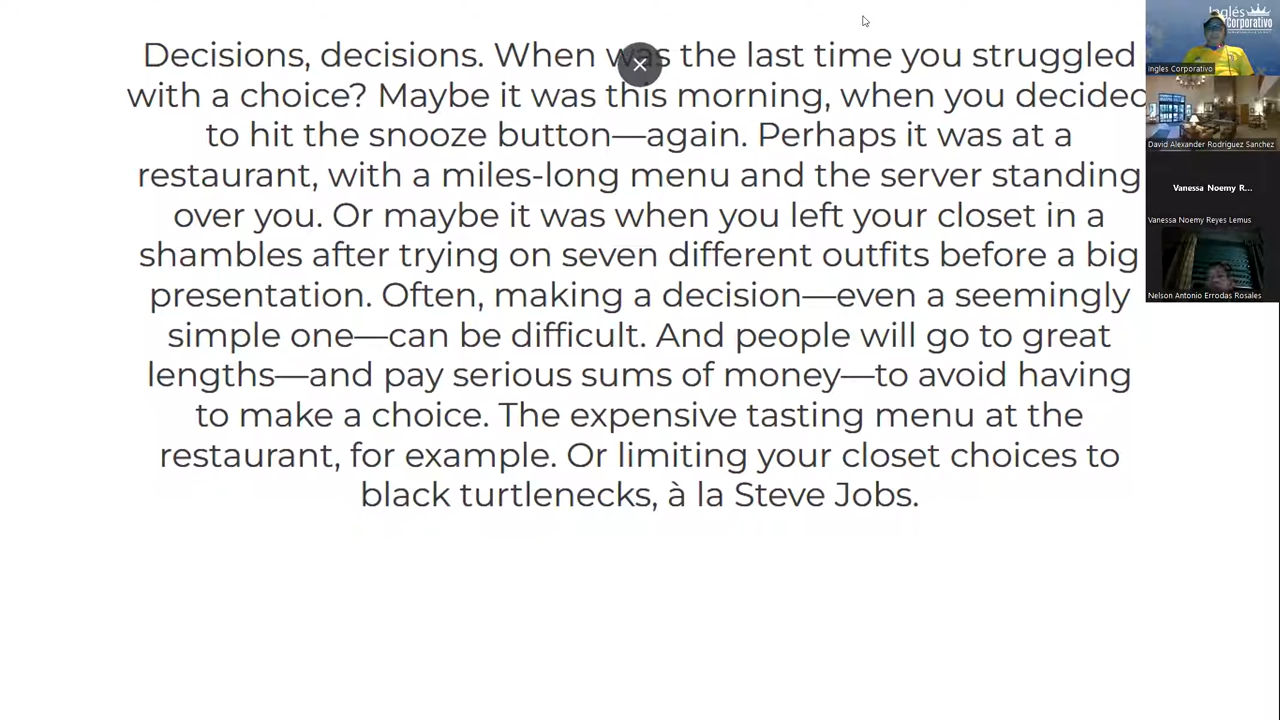 Decisions, decisions. When was the last time you struggled
with a choice? Maybe it was this morning, when you decided
to hit the snooze button—again. Perhaps it was at a
restaurant, with a miles-long menu and the server standing
over you. Or maybe it was when you left your closet in a
shambles after trying on seven different outfits before a big
presentation. Often, making a decision—even a seemingly
simple one—can be difficult. And people will go to great
lengths—and pay serious sums of money—to avoid having
to make a choice. The expensive tasting menu at the
restaurant, for example. Or limiting your closet choices to
black turtlenecks, à la Steve Jobs.
Inglés
Corporativo
Ingles Corporativo
David Alexander Rodriguez Sanchez
Vanessa Noemy R...
Vanessa Noemy Reyes Lemus
Nelson Antonio Errodas Rosales